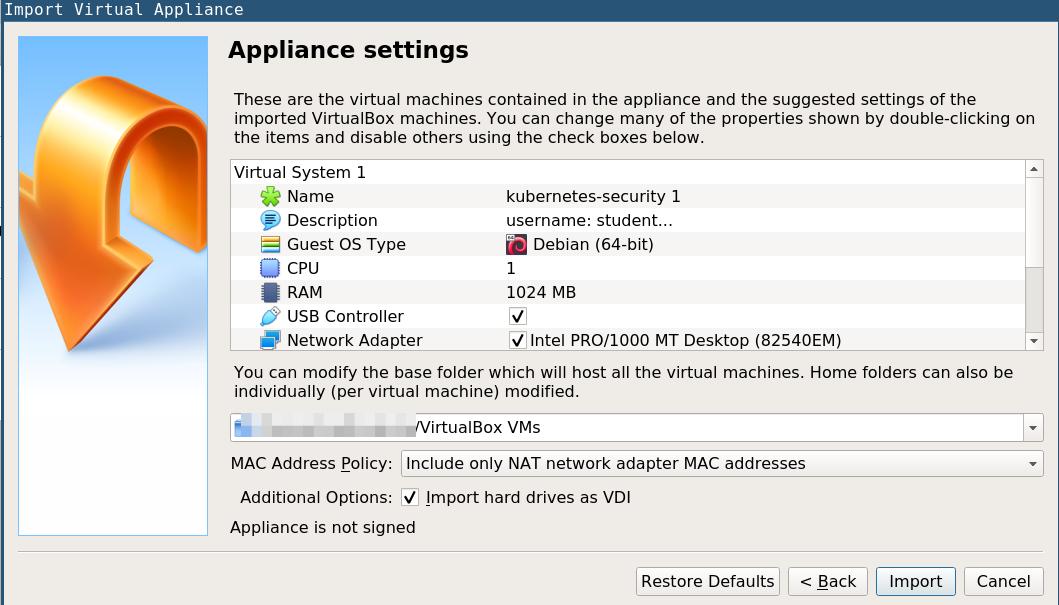 Import Virtual Appliance
Appliance settings
These are the virtual machines contained in the appliance and the suggested settings of the
imported VirtualBox machines. You can change many of the properties shown by double-clicking on
the items and disable others using the check boxes below.
Virtual System 1
Name kubernetes-security 1
Description username: student...
Guest OS Type 64 Debian (64-bit)
CPU 1
RAM 1024 MB
USB Controller
Network Adapter Intel PRO/1000 MT Desktop (82540EM)
You can modify the base folder which will host all the virtual machines. Home folders can also be
individually (per virtual machine) modified.
/VirtualBox VMs
MAC Address Policy: Include only NAT network adapter MAC addresses
Additional Options: Import hard drives as VDI
Appliance is not signed
Restore Defaults < Back Import Cancel